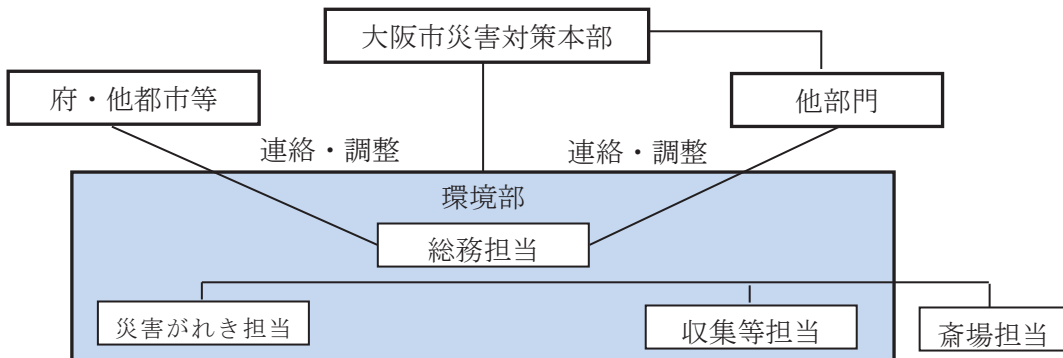 大阪市災害対策本部
府・他都市等
他部門
連絡・調整
連絡・調整
環境部
総務担当
災害がれき担当
収集等担当
斎場担当